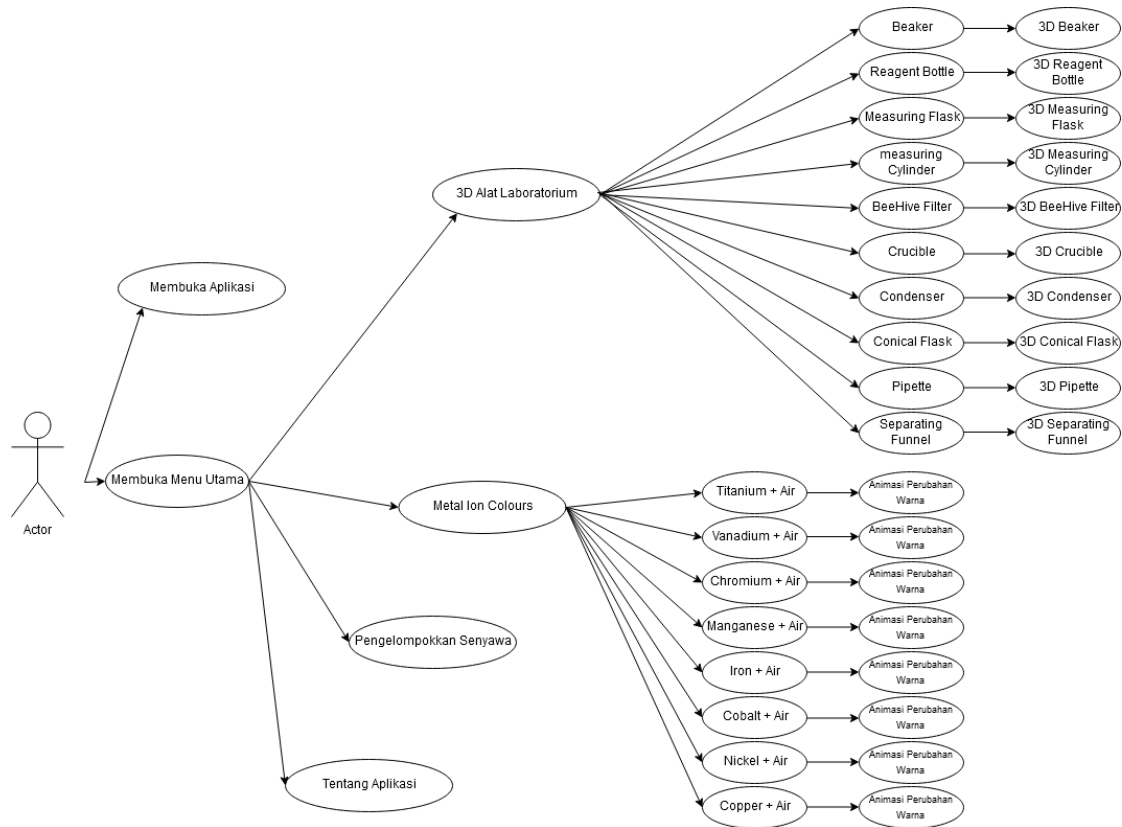 Beaker
3D Beaker
Reagent Bottle
3D Reagent
Bottle
Measuring Flask
3D Measuring
Flask
measuring
Cylinder
3D Measuring
Cylinder
BeeHive Filter
3D BeeHive Filter
Crucible
3D Crucible
Condenser
3D Condenser
Conical Flask
3D Conical Flask
Pipette
3D Pipette
Separating
Funnel
3D Separating
Funnel
3D Alat Laboratorium
Membuka Aplikasi
Membuka Menu Utama
Actor
Metal Ion Colours
Pengelompokkan Senyawa
Tentang Aplikasi
Titanium + Air
Animasi Perubahan
Warna
Vanadium + Air
Animasi Perubahan
Warna
Chromium + Air
Animasi Perubahan
Warna
Manganese + Air
Animasi Perubahan
Warna
Iron + Air
Animasi Perubahan
Warna
Cobalt + Air
Animasi Perubahan
Warna
Nickel + Air
Animasi Perubahan
Warna
Copper + Air
Animasi Perubahan
Warna